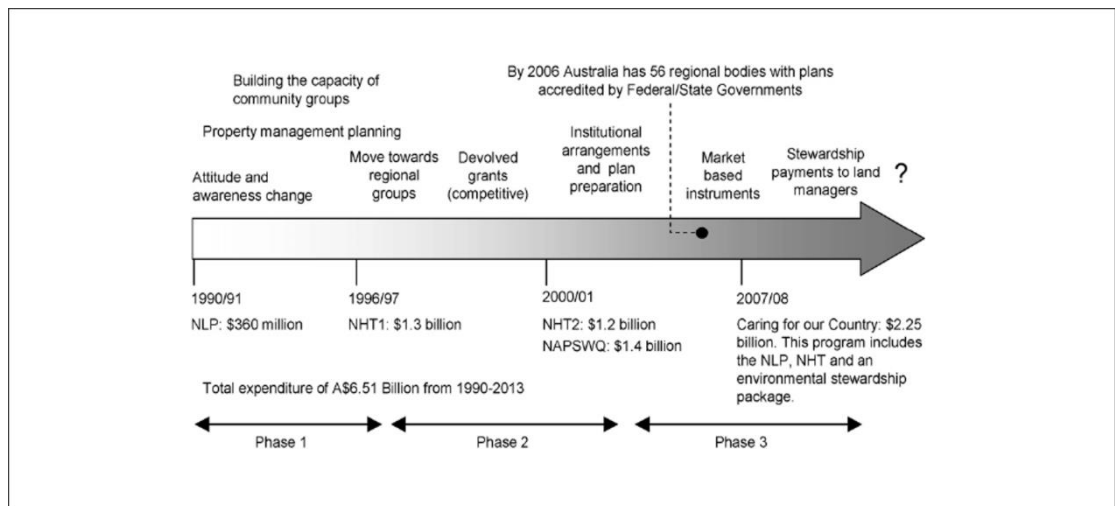 By 2006 Australia has 56 regional bodies with plans
accredited by Federal/State Governments
Building the capacity of
community groups
Property management planning
Attitude and
awareness change
Move towards
regional
groups
Devolved
grants
(competitive)
Institutional
arrangements
and plan
preparation
Market
based
instruments
Stewardship
payments to land
managers
?
1990/91
NLP: $360 million
1996/97
NHT1: $1.3 billion
2000/01
NHT2: $1.2 billion
NAPSWQ: $1.4 billion
2007/08
Caring for our Country: $2.25
billion. This program includes
the NLP, NHT and an
environmental stewardship
package.
Total expenditure of A$6.51 Billion from 1990-2013
Phase 1
Phase 2
Phase 3